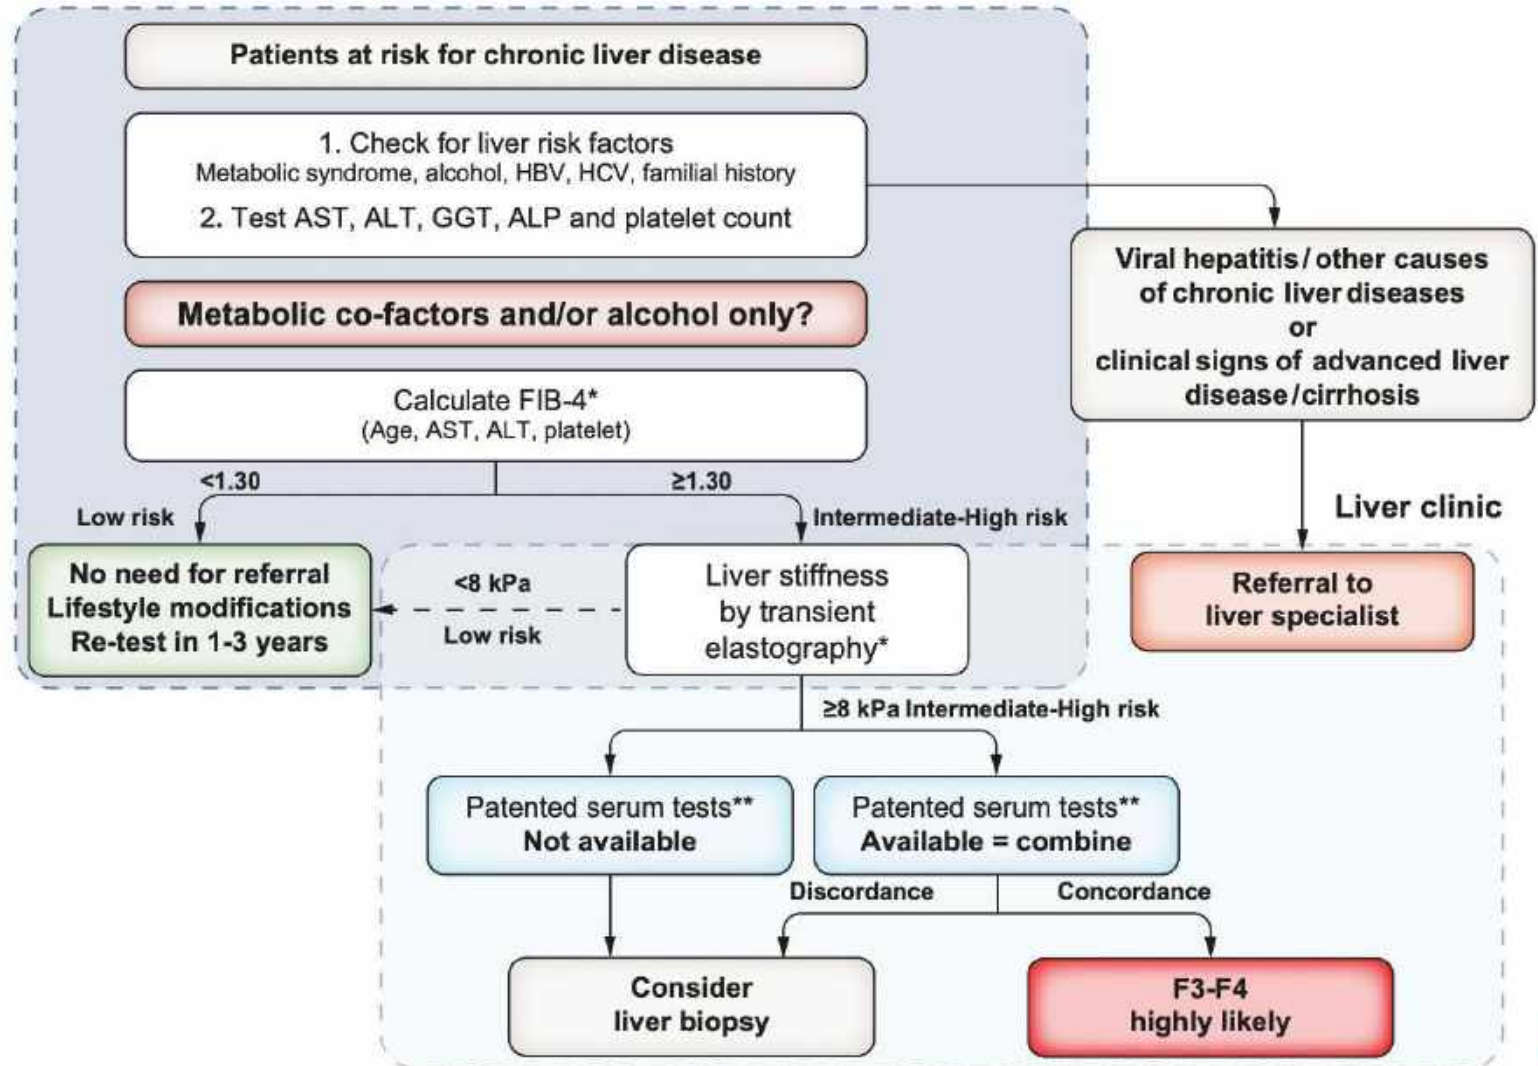 Patients at risk for chronic liver disease
1. Check for liver risk factors
Metabolic syndrome, alcohol, HBV, HCV, familial history
2. Test AST, ALT, GGT, ALP and platelet count
Viral hepatitis/other causes
of chronic liver diseases
or
clinical signs of advanced liver
disease/cirrhosis
Metabolic co-factors and/or alcohol only?
Calculate FIB-4*
(Age, AST, ALT, platelet)
<1.30
≥1.30
Low risk
Intermediate-High risk
Liver clinic
No need for referral
Lifestyle modifications
Re-test in 1-3 years
<8 kPa
Low risk
Liver stiffness
by transient
elastography*
Referral to
liver specialist
≥8 kPa Intermediate-High risk
Patented serum tests**
Not available
Patented serum tests**
Available = combine
Discordance
Concordance
Consider
liver biopsy
F3-F4
highly likely